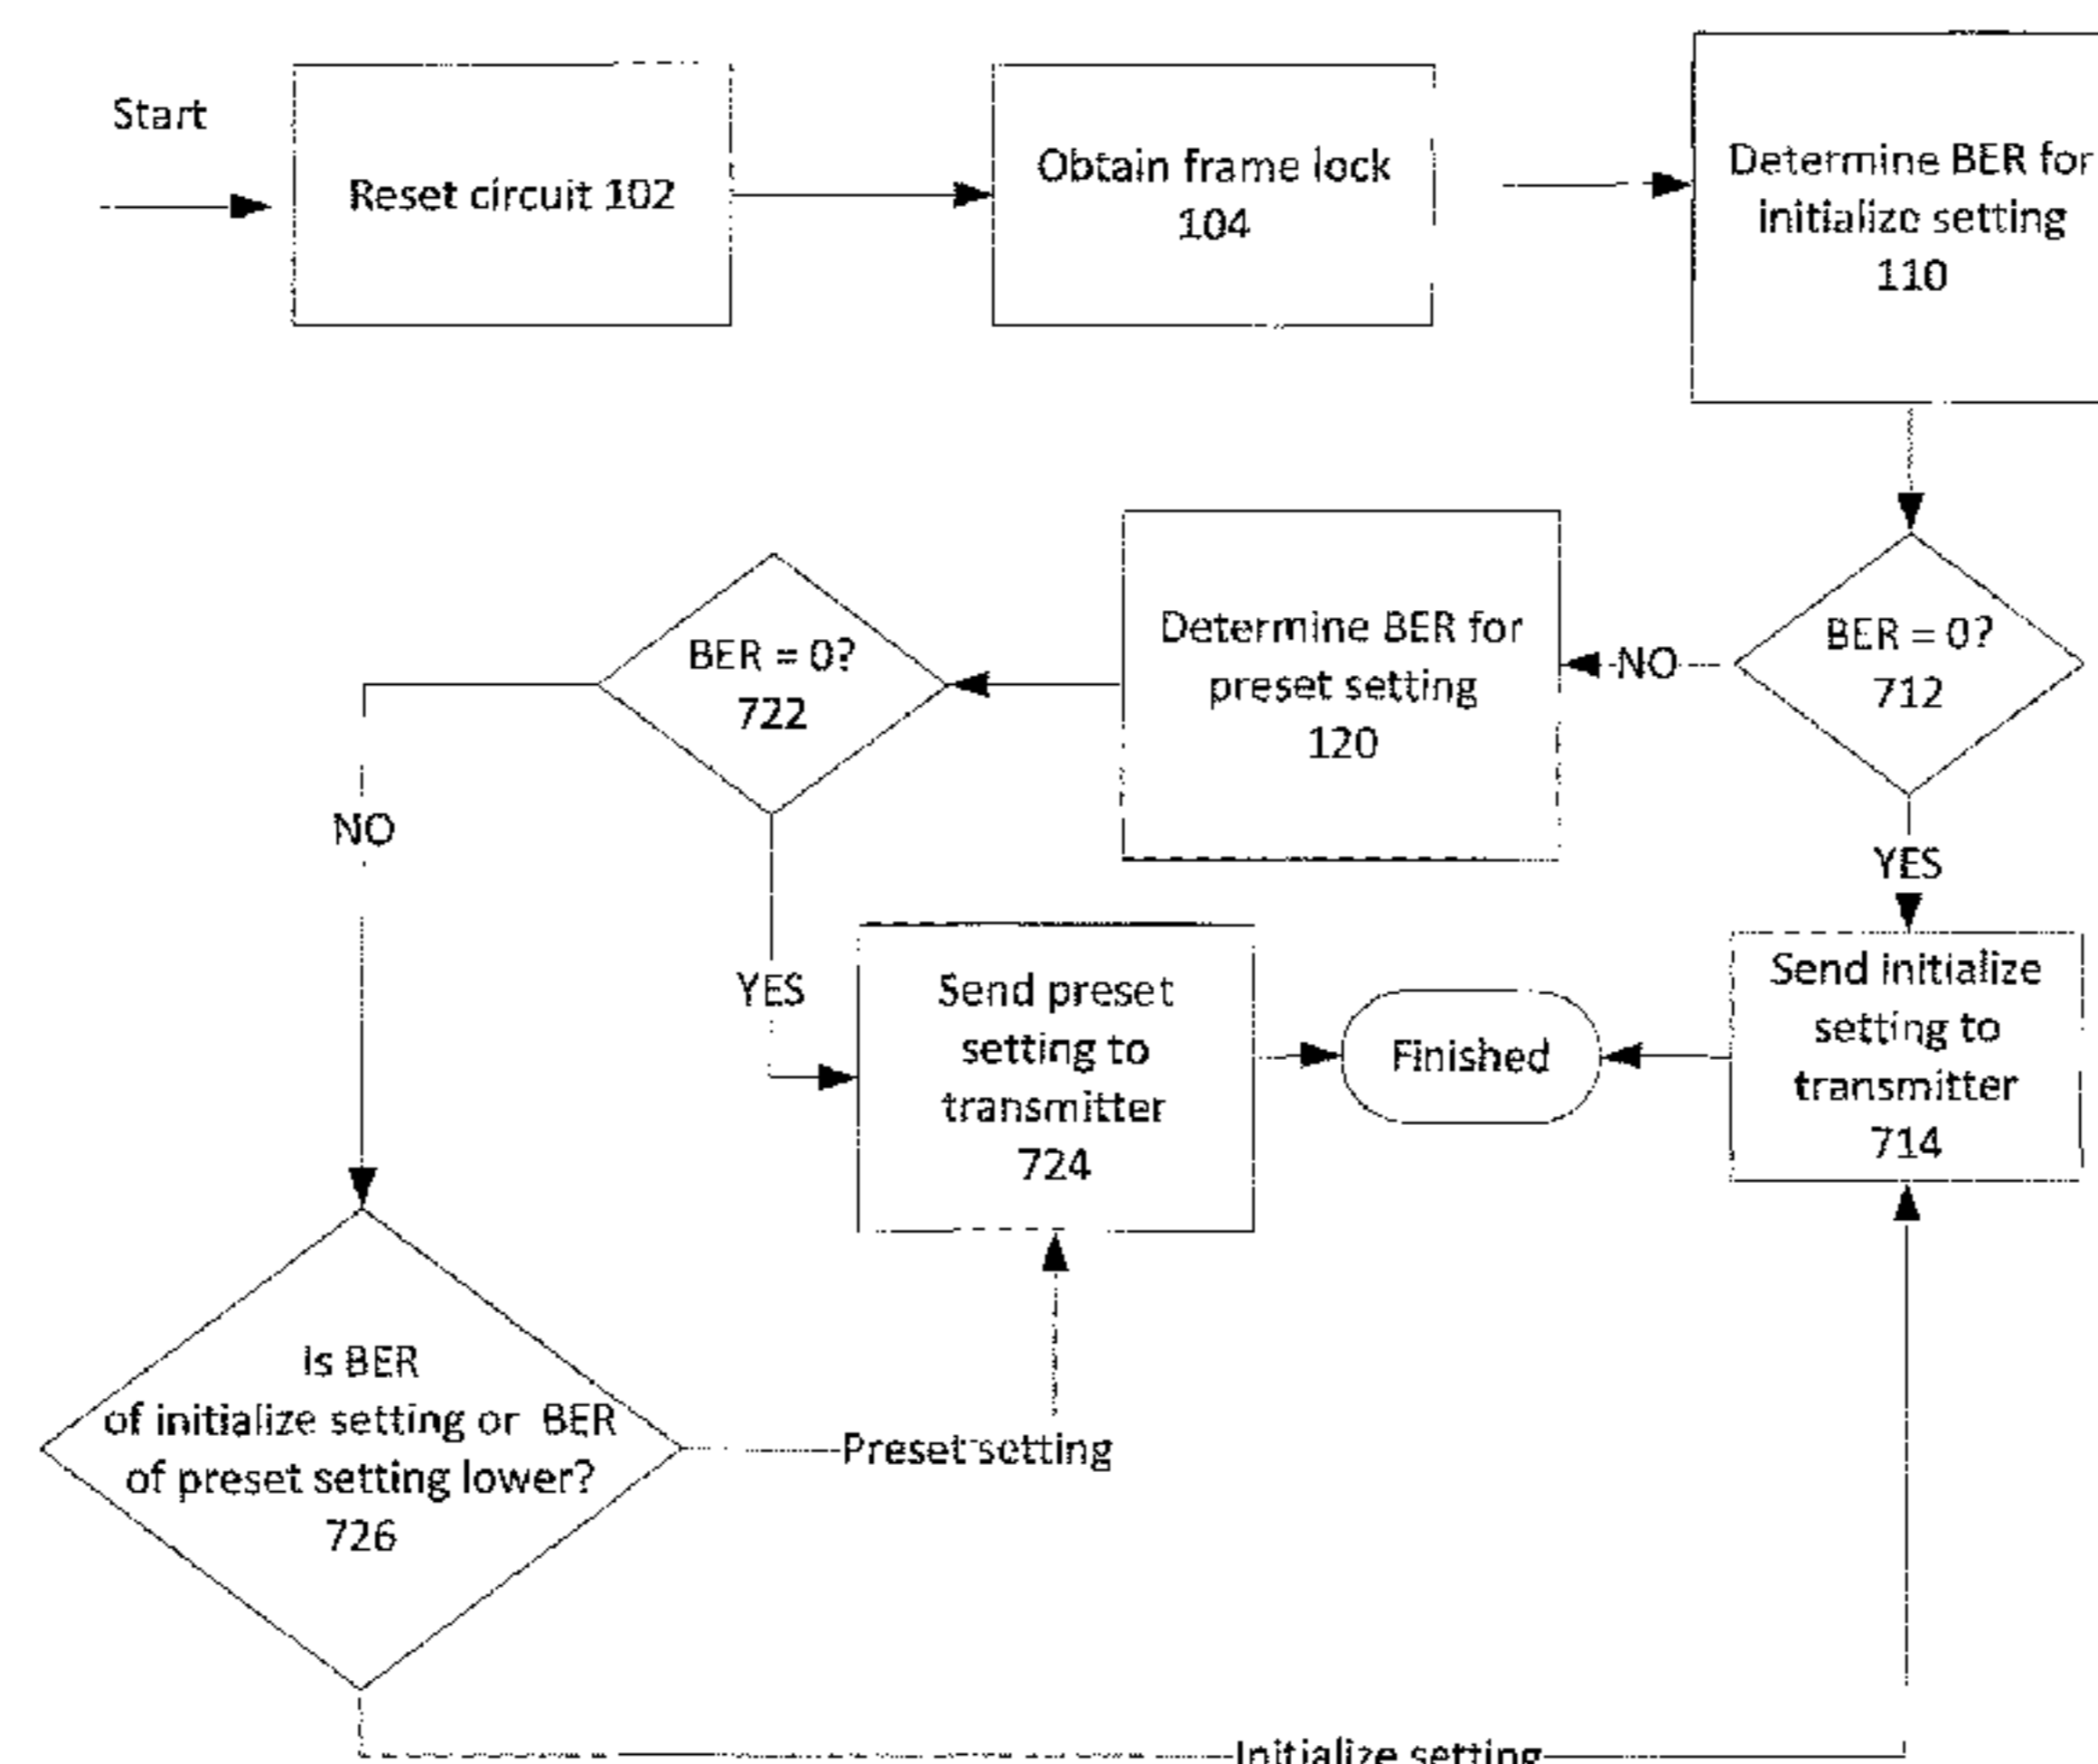 Start
Reset circuit 102
Obtain frame lock
104
Determine BER for
initialize setting
110
BER = 0?
712
NO
Determine BER for
preset setting
120
BER = 0?
722
NO
YES
YES
Send preset
setting to
transmitter
724
Finished
Send initialize
setting to
transmitter
714
Is BER
of initialize setting or BER
of preset setting lower?
726
Preset setting
Initialize setting